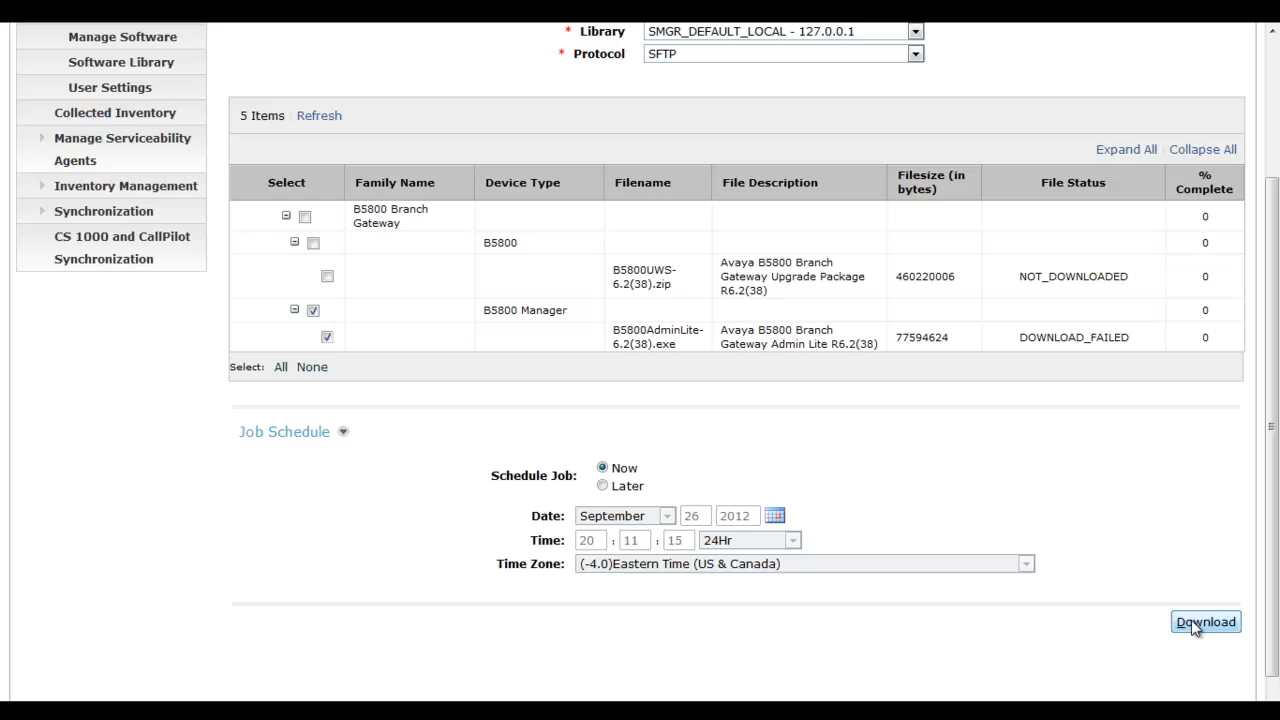 Manage Software
Software Library
User Settings
Collected Inventory
Manage Serviceability
Agents
Inventory Management
Synchronization
CS 1000 and CallPilot
Synchronization
* Library SMGR_DEFAULT_LOCAL - 127.0.0.1
* Protocol SFTP
5 Items Refresh
Expand All | Collapse All
Select Family Name Device Type Filename File Description Filesize (in bytes) File Status % Complete
B5800 Branch
Gateway 0
B5800 0
B5800UWS-
6.2(38).zip
Avaya B5800 Branch
Gateway Upgrade Package
R6.2(38)
460220006 NOT_DOWNLOADED 0
B5800 Manager 0
B5800AdminLite-
6.2(38).exe
Avaya B5800 Branch
Gateway Admin Lite R6.2(38)
77594624 DOWNLOAD_FAILED 0
Select: All None
Job Schedule
Schedule Job: Now
Later
Date: September 26 2012
Time: 20 : 11 : 15 24Hr
Time Zone: (-4.0)Eastern Time (US & Canada)
Download